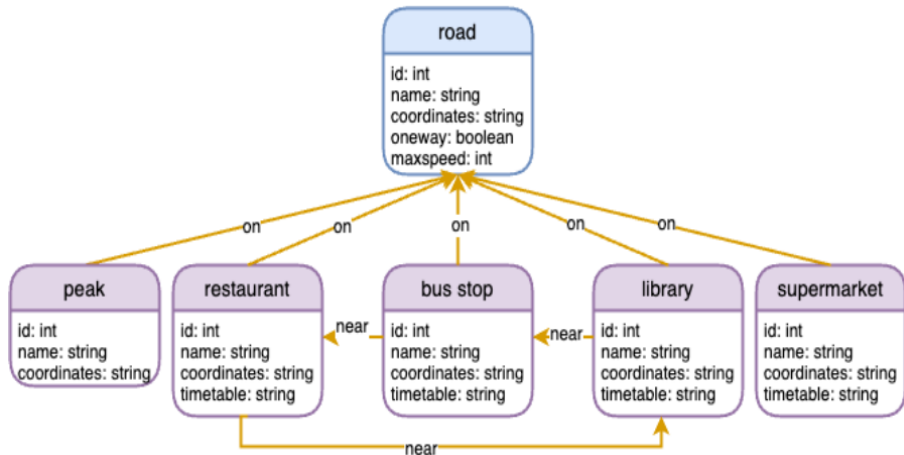 road
id: int
name: string
coordinates: string
oneway: boolean
maxspeed: int
on
on
on
on
on
peak
id: int
name: string
coordinates: string
restaurant
id: int
name: string
coordinates: string
timetable: string
near
bus stop
id: int
name: string
coordinates: string
timetable: string
near
library
id: int
name: string
coordinates: string
timetable: string
supermarket
id: int
name: string
coordinates: string
timetable: string
near